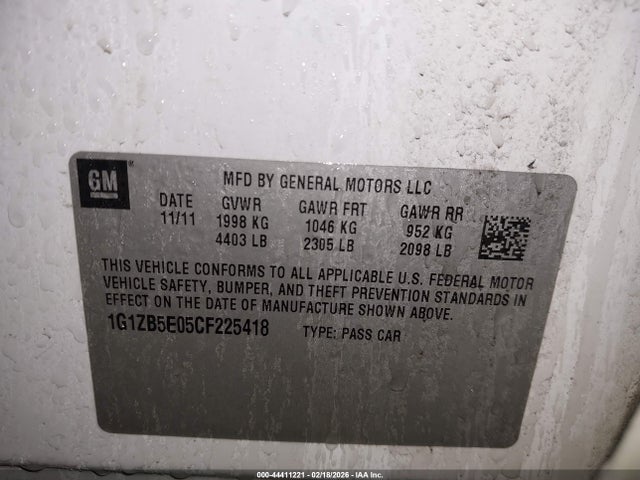 GM
MFD BY GENERAL MOTORS LLC
DATE GVWR GAWR FRT GAWR RR
11/11 1998 KG 1046 KG 952 KG
4403 LB 2305 LB 2098 LB
THIS VEHICLE CONFORMS TO ALL APPLICABLE U.S. FEDERAL MOTOR
VEHICLE SAFETY, BUMPER, AND THEFT PREVENTION STANDARDS IN
EFFECT ON THE DATE OF MANUFACTURE SHOWN ABOVE.
1G1ZB5E05CF225418 TYPE: PASS CAR
000-44411221 - 02/18/2026 - IAA Inc.